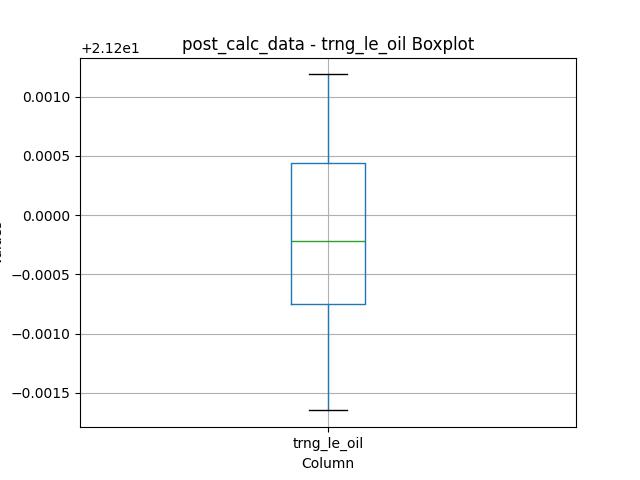 post_calc_data - trng_le_oil Boxplot
+2.12e1
0.0010
0.0005
0.0000
−0.0005
−0.0010
−0.0015
trng_le_oil
Column